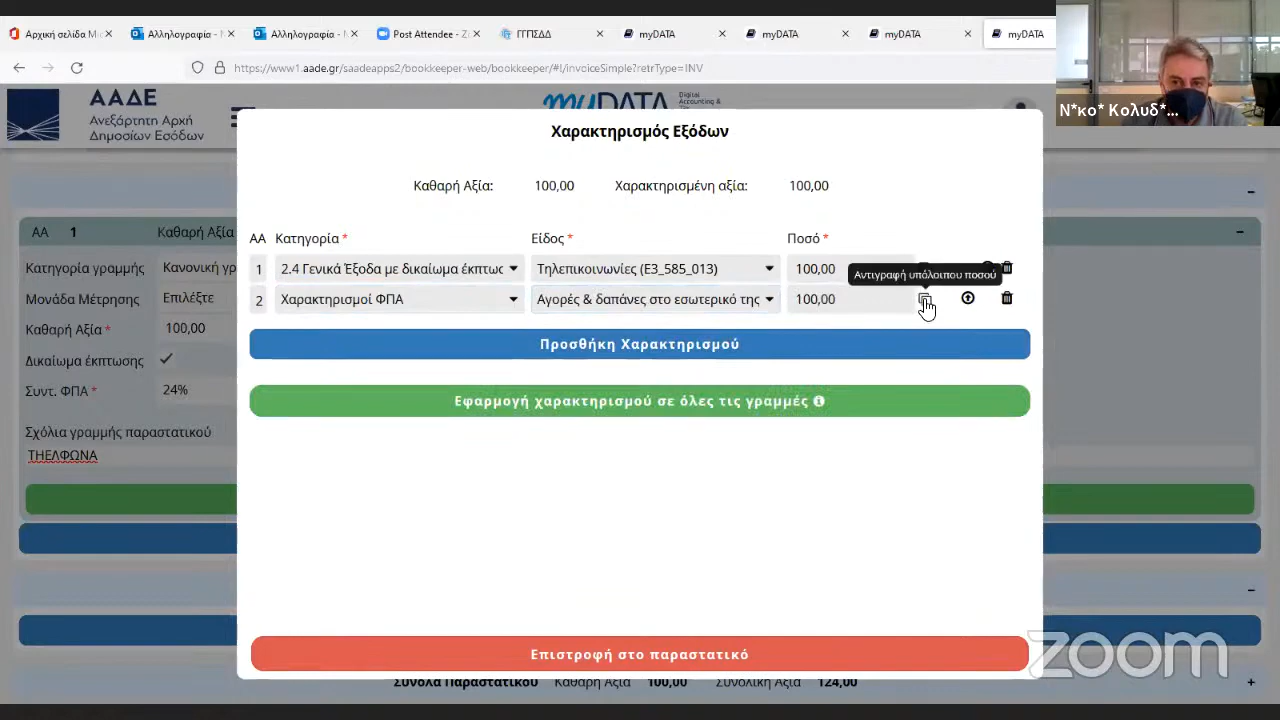 Αρχική σελίδα Mic
Αλληλογραφία - N
Αλληλογραφία - N
Post Attendee - Z
ΓΓΠΣΔΔ
myDATA
myDATA
myDATA
myDATA
https://www1.aade.gr/saadeapps2/bookkeeper-web/bookkeeper/#!/invoiceSimple?retrType=INV
N*κο* Κολυδ*...
ΑΑΔΕ
Ανεξάρτητη Αρχή
Δημοσίων Εσόδων
myDATA
Digital
Accounting &
Χαρακτηρισμός Εξόδων
Καθαρή Αξία: 100,00 Χαρακτηρισμένη αξία: 100,00
ΑΑ 1 Καθαρή Αξία
ΑΑ Κατηγορία * Είδος * Ποσό *
Κατηγορία γραμμής Κανονική γρ
1 2.4 Γενικά Έξοδα με δικαίωμα έκπτως Τηλεπικοινωνίες (Ε3_585_013) 100,00
Αντιγραφή υπόλοιπου ποσού
Μονάδα Μέτρησης Επιλέξτε
2 Χαρακτηρισμοί ΦΠΑ Αγορές & δαπάνες στο εσωτερικό της 100,00
Καθαρή Αξία * 100,00
Προσθήκη Χαρακτηρισμού
Δικαίωμα έκπτωσης
Συντ. ΦΠΑ * 24%
Εφαρμογή χαρακτηρισμού σε όλες τις γραμμές
Σχόλια γραμμής παραστατικού
ΤΗΕΛΦΩΝΑ
Επιστροφή στο παραστατικό
Σύνολα Παραστατικού Καθαρή Αξία 100,00 Συνολική Αξία 124,00
zoom